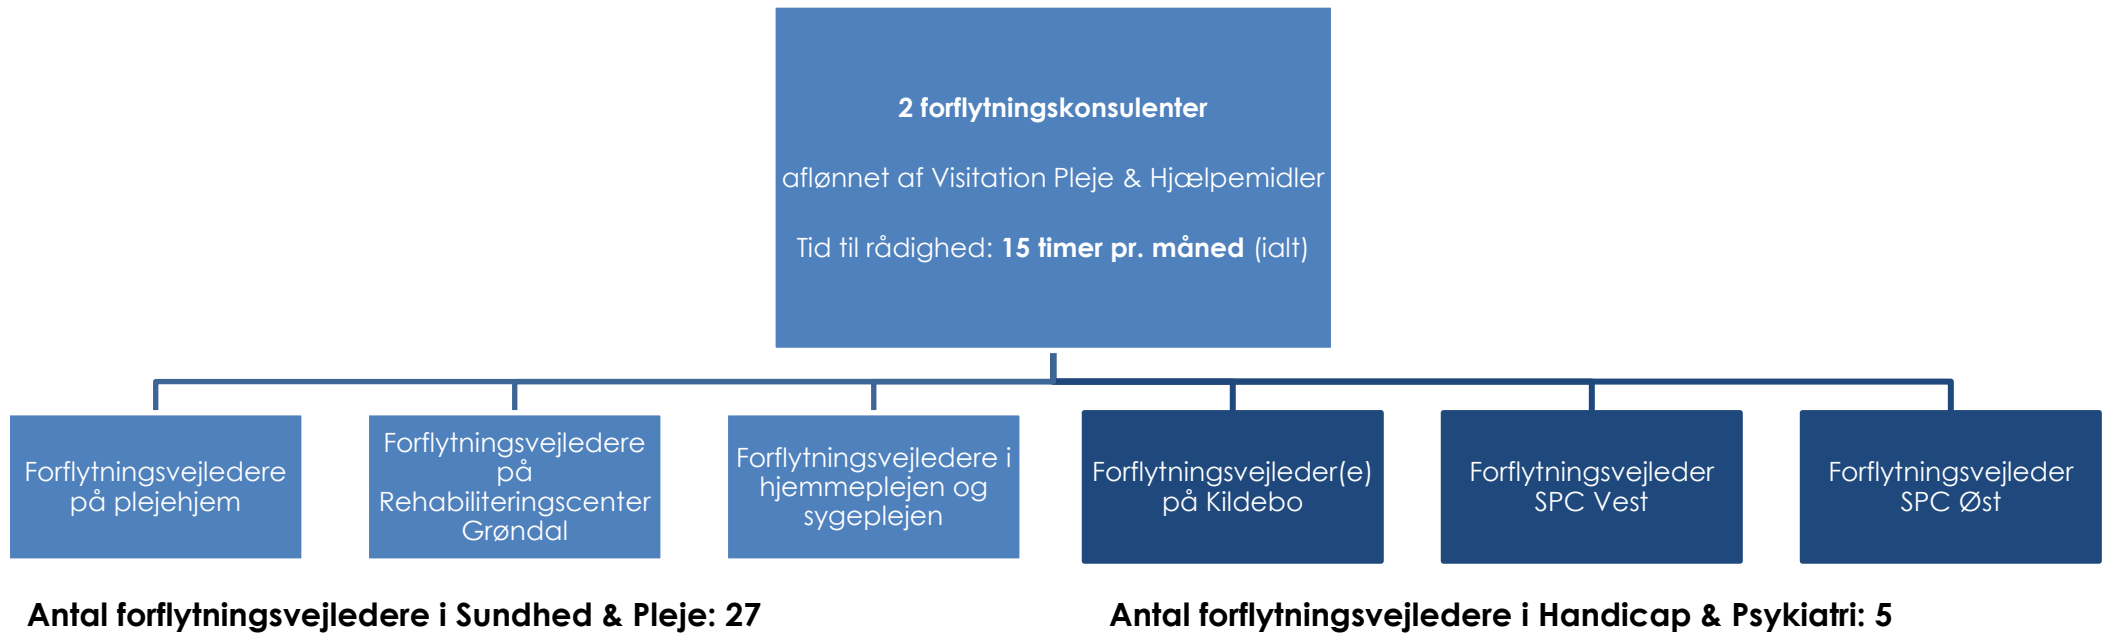 2 forflytningskonsulenter
aflønnet af Visitation Pleje & Hjælpemidler
Tid til rådighed: 15 timer pr. måned (ialt)
Forflytningsvejledere
på plejehjem
Forflytningsvejledere
på
Rehabiliteringscenter
Grøndal
Forflytningsvejledere i
hjemmeplejen og
sygeplejen
Forflytningsvejleder(e)
på Kildebo
Forflytningsvejleder
SPC Vest
Forflytningsvejleder
SPC Øst
Antal forflytningsvejledere i Sundhed & Pleje: 27
Antal forflytningsvejledere i Handicap & Psykiatri: 5